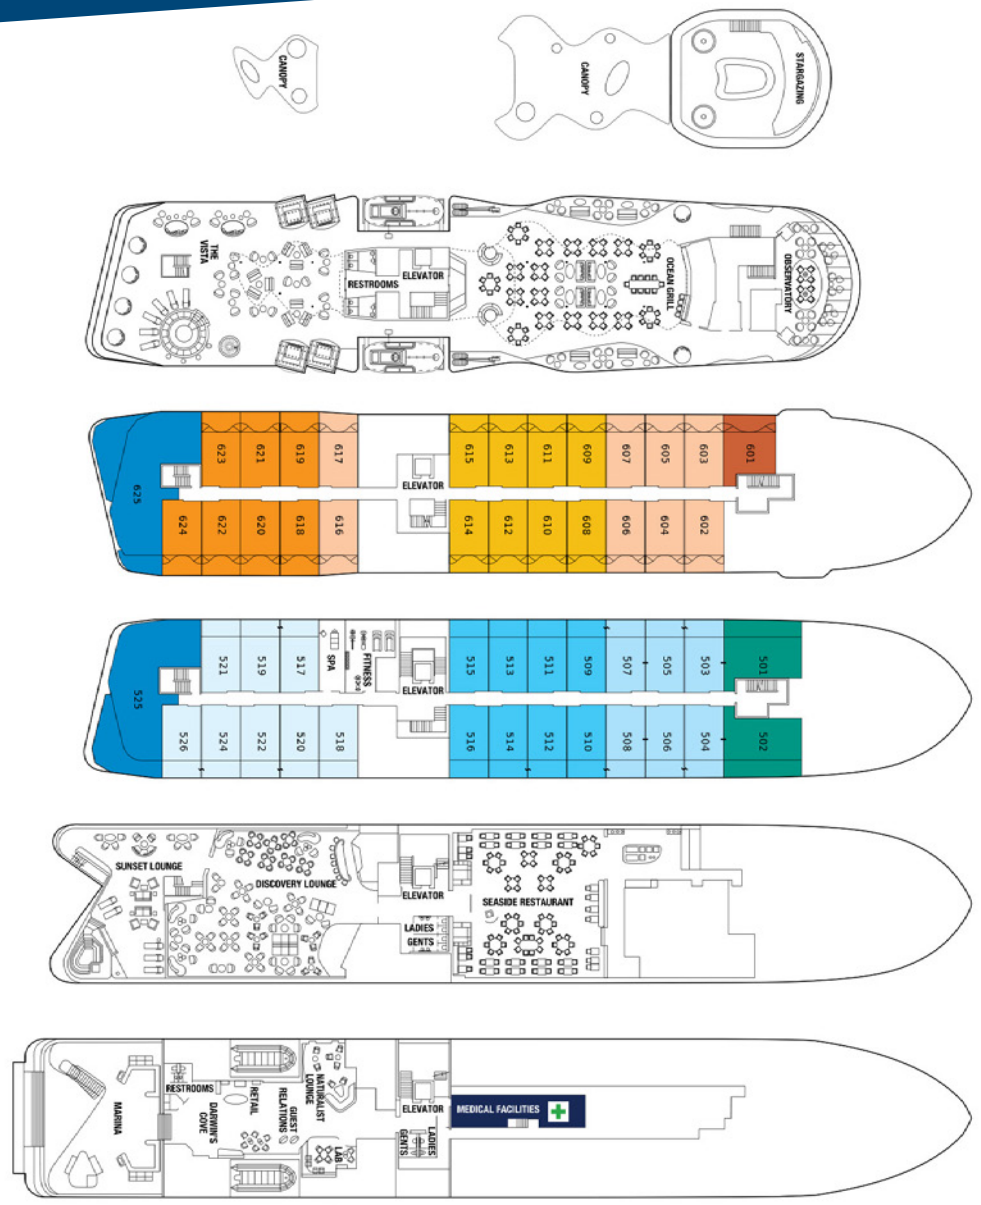 CANOPY
CANOPY
STARGAZING
THE
VISTA
RESTROOMS
ELEVATOR
OCEAN GRILL
OBSERVATORY
623
621
619
617
615
613
611
609
607
605
603
601
625
ELEVATOR
624
622
620
618
616
614
612
610
608
606
604
602
521
519
517
SPA
FITNESS
515
513
511
509
507
505
503
501
525
ELEVATOR
526
524
522
520
518
516
514
512
510
508
506
504
502
SUNSET LOUNGE
DISCOVERY LOUNGE
ELEVATOR
SEASIDE RESTAURANT
LADIES
GENTS
MARINA
RESTROOMS
DARWIN'S
COVE
RETAIL
GUEST
RELATIONS
NATURALIST
LOUNGE
LAB
ELEVATOR
LADIES
GENTS
MEDICAL FACILITIES